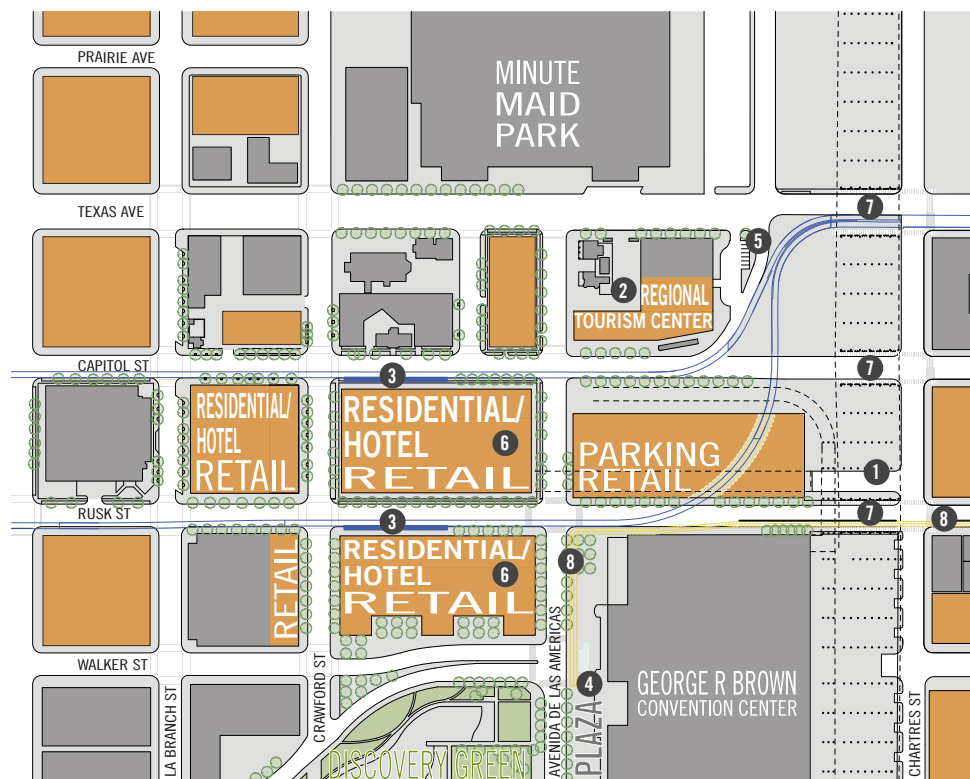 PRAIRIE AVE
MINUTE
MAID
PARK
TEXAS AVE
7
5
2
REGIONAL
TOURISM CENTER
CAPITOL ST
3
7
RESIDENTIAL/
HOTEL
RETAIL
RESIDENTIAL/
HOTEL
RETAIL
6
PARKING
RETAIL
1
RUSK ST
3
7
8
RETAIL
RESIDENTIAL/
HOTEL
RETAIL
6
8
WALKER ST
LA BRANCH ST
CRAWFORD ST
AVENIDA DE LAS AMERICAS
4
PLAZA
GEORGE R BROWN
CONVENTION CENTER
CHARTRES ST
DISCOVERY GREEN